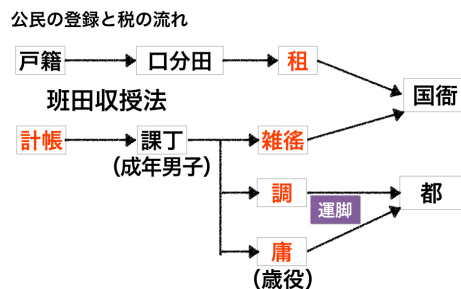 公民の登録と税の流れ
戸籍
口分田
租
国衙
班田収授法
計帳
課丁
(成年男子)
雑徭
調
運脚
都
庸
(歳役)